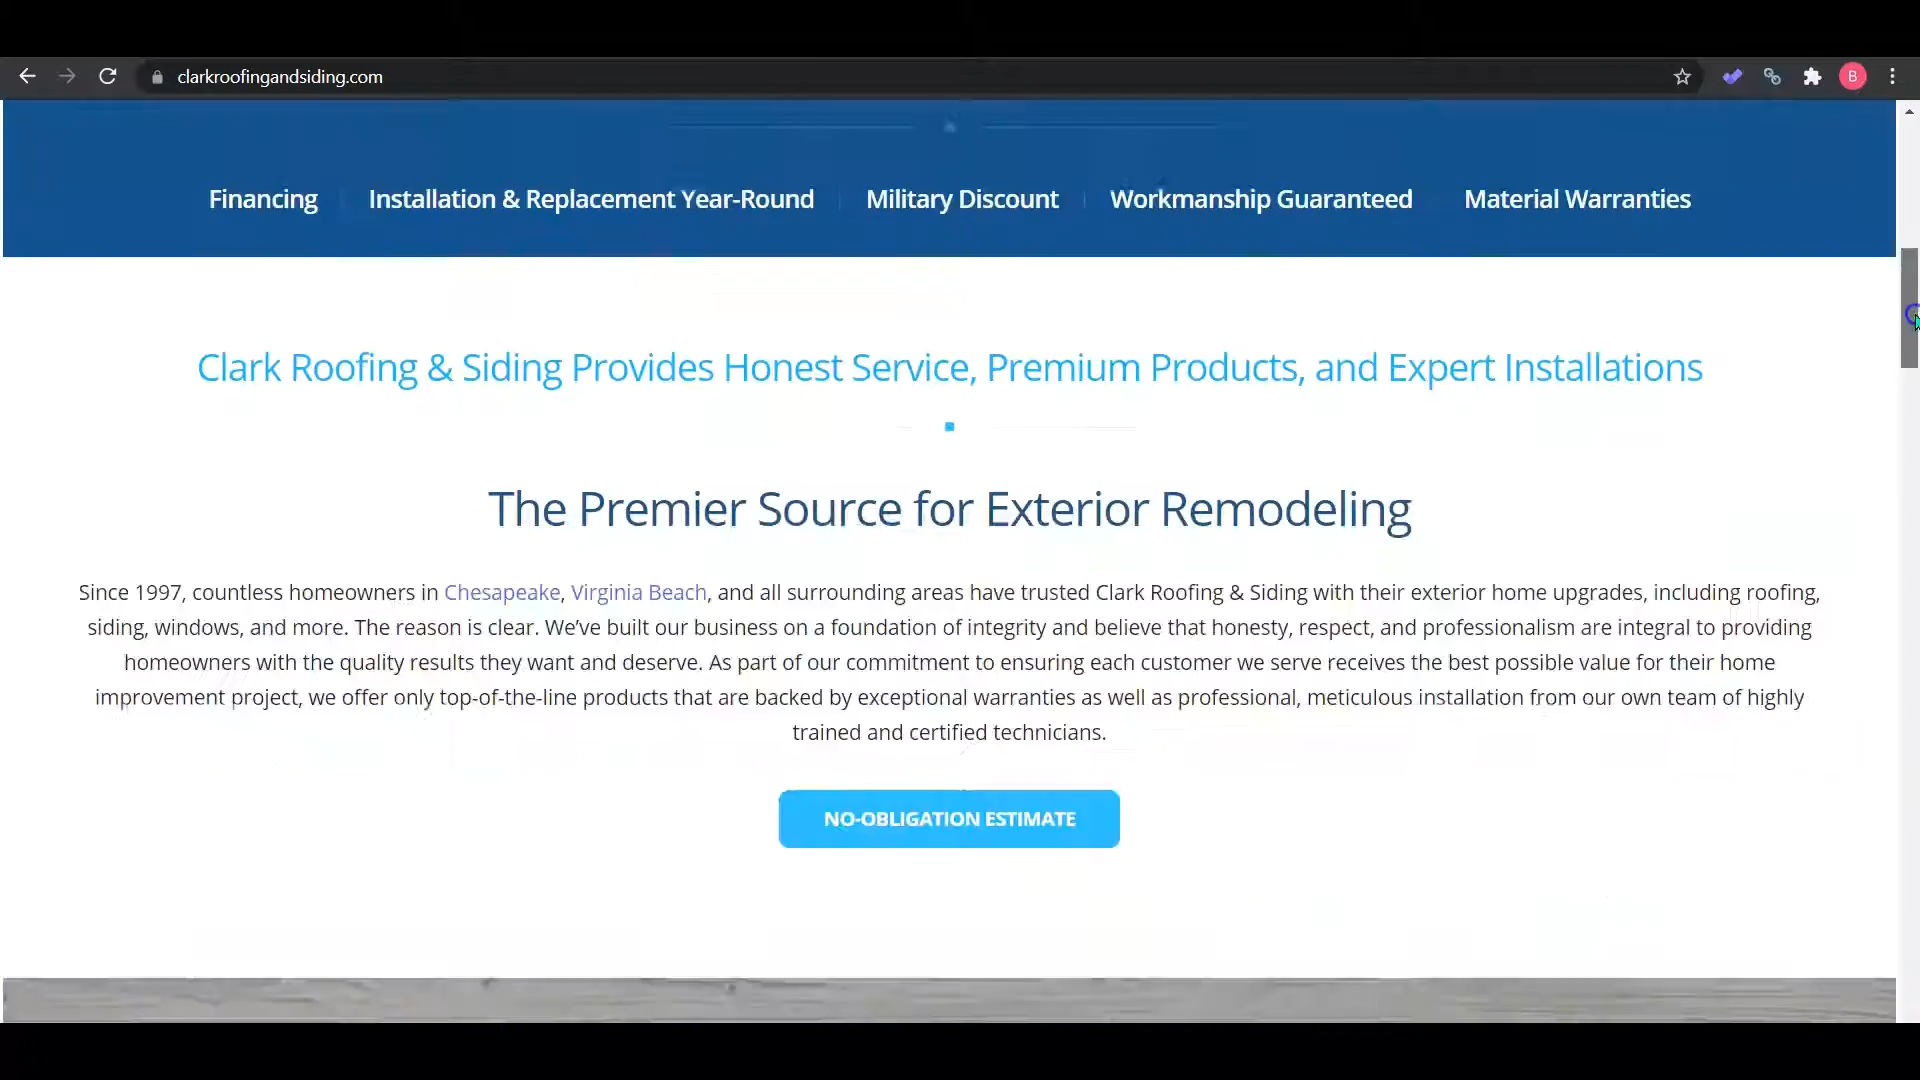 clarkroofingandsiding.com
B
Financing
Installation & Replacement Year-Round
Military Discount
Workmanship Guaranteed
Material Warranties
Clark Roofing & Siding Provides Honest Service, Premium Products, and Expert Installations
The Premier Source for Exterior Remodeling
Since 1997, countless homeowners in Chesapeake, Virginia Beach, and all surrounding areas have trusted Clark Roofing & Siding with their exterior home upgrades, including roofing,
siding, windows, and more. The reason is clear. We’ve built our business on a foundation of integrity and believe that honesty, respect, and professionalism are integral to providing
homeowners with the quality results they want and deserve. As part of our commitment to ensuring each customer we serve receives the best possible value for their home
improvement project, we offer only top-of-the-line products that are backed by exceptional warranties as well as professional, meticulous installation from our own team of highly
trained and certified technicians.
NO-OBLIGATION ESTIMATE